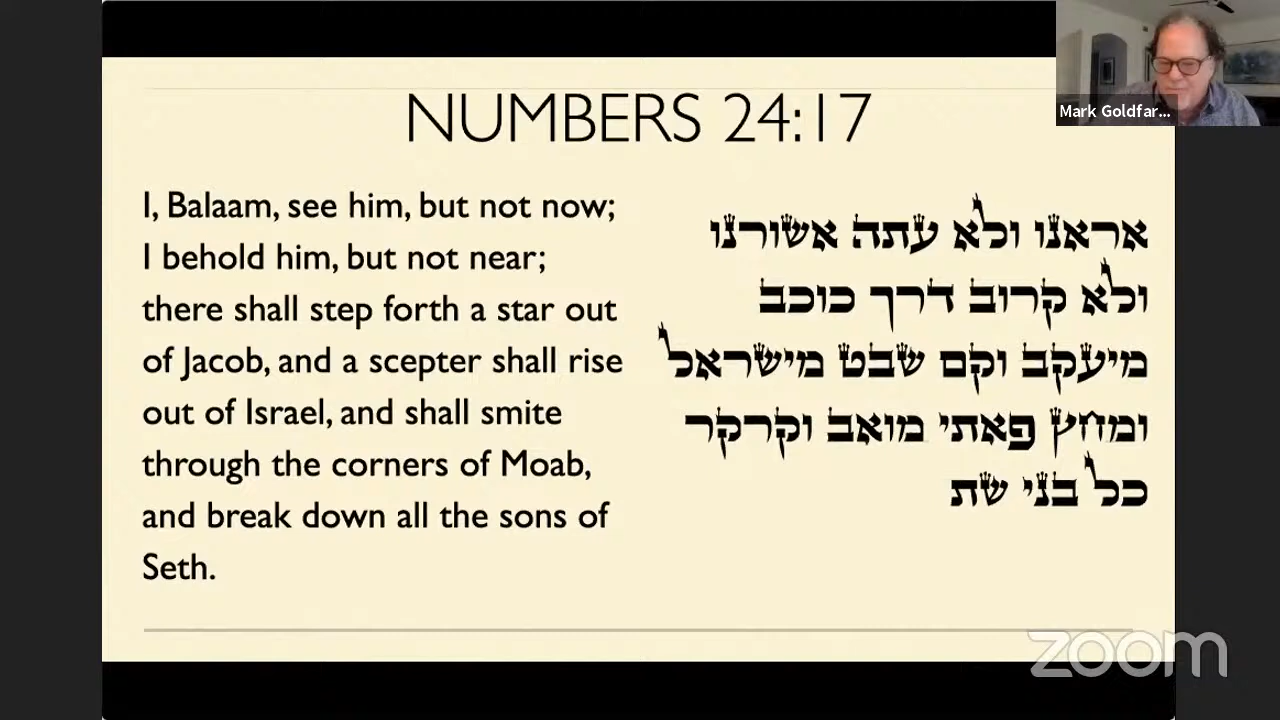 NUMBERS 24:17
I, Balaam, see him, but not now;
I behold him, but not near;
there shall step forth a star out
of Jacob, and a scepter shall rise
out of Israel, and shall smite
through the corners of Moab,
and break down all the sons of
Seth.
אראנו ולא עתה אשורנו
ולא קרוב דרך כוכב
מיעקב וקם שבט מישראל
ומחץ פאתי מואב וקרקר
כל בני שת
Mark Goldfar...
zoom